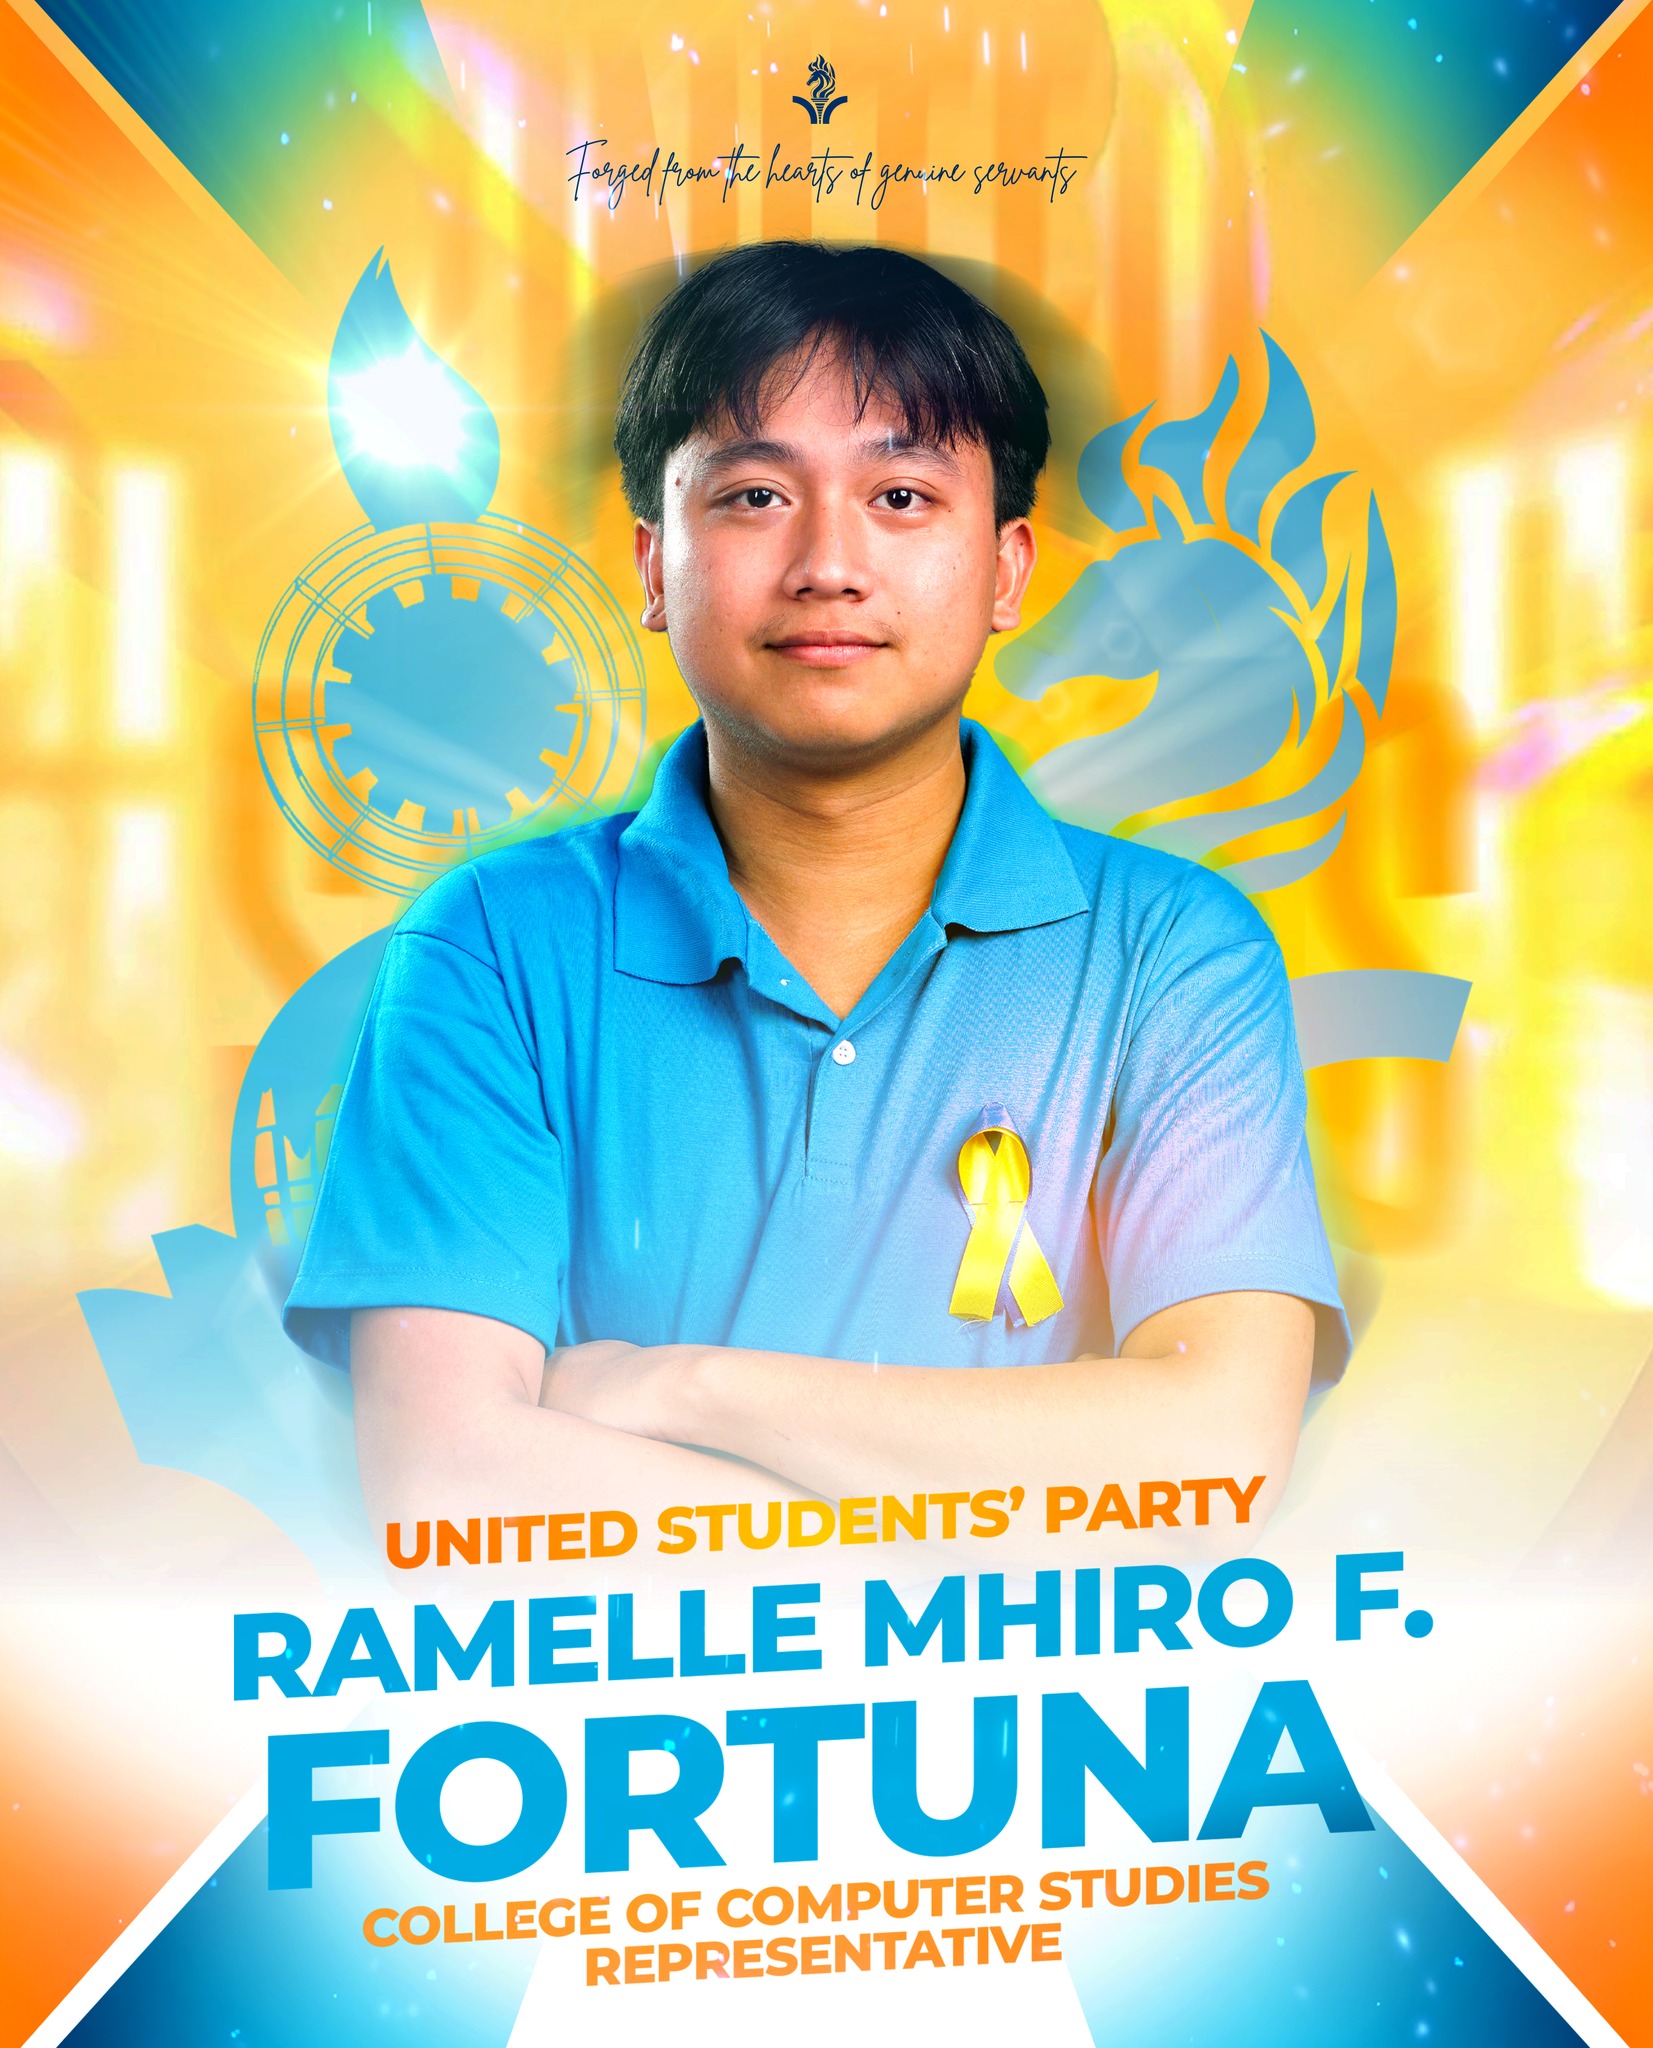 Forged from the hearts of genuine servants
UNITED STUDENTS’ PARTY
RAMELLE MHIRO F.
FORTUNA
COLLEGE OF COMPUTER STUDIES
REPRESENTATIVE